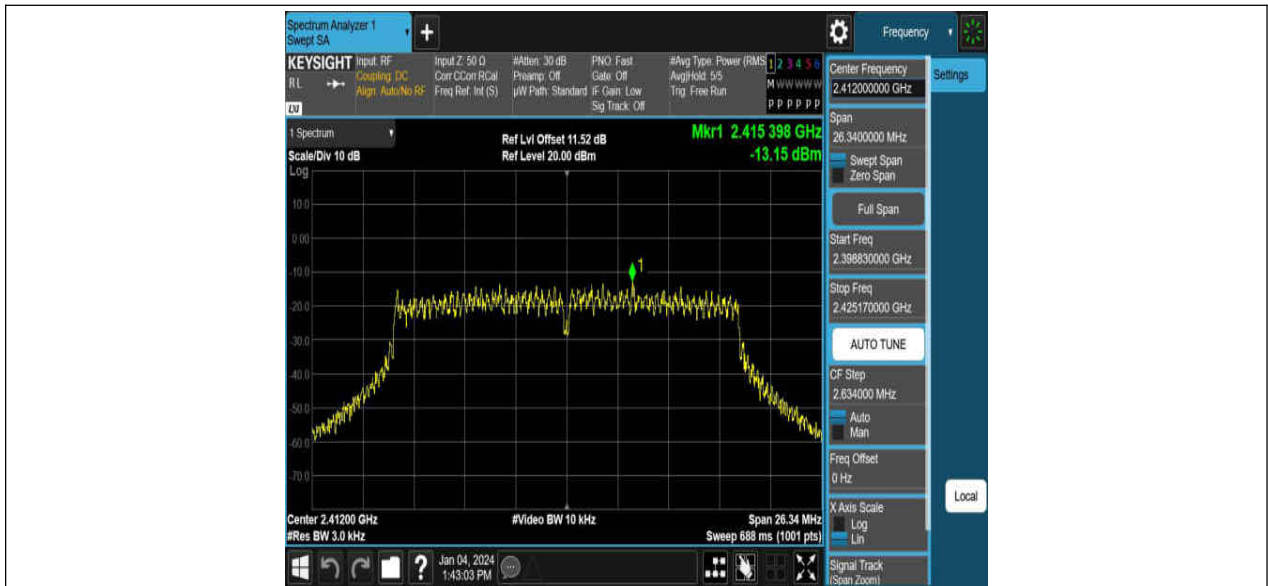 Spectrum Analyzer 1
Swept SA
+
Frequency
KEYSIGHT
RL
LXI
Input: RF
Coupling: DC
Align: Auto/No RF
Input Z: 50 Ω
Corr CCorr RCal
Freq Ref: Int (S)
#Atten: 30 dB
Preamp: Off
µW Path: Standard
PNO: Fast
Gate: Off
IF Gain: Low
Sig Track: Off
#Avg Type: Power (RMS
Avg|Hold: 5/5
Trig: Free Run
1 2 3 4 5 6
M W W W W W
P P P P P P
1 Spectrum
Scale/Div 10 dB
Log
Ref Lvl Offset 11.52 dB
Ref Level 20.00 dBm
Mkr1 2.415 398 GHz
-13.15 dBm
10.0
0.00
-10.0
-20.0
-30.0
-40.0
-50.0
-60.0
-70.0
1
Center 2.41200 GHz
#Res BW 3.0 kHz
#Video BW 10 kHz
Span 26.34 MHz
Sweep 688 ms (1001 pts)
?
Jan 04, 2024
1:43:03 PM
Center Frequency
2.412000000 GHz
Settings
Span
26.3400000 MHz
Swept Span
Zero Span
Full Span
Start Freq
2.398830000 GHz
Stop Freq
2.425170000 GHz
AUTO TUNE
CF Step
2.634000 MHz
Auto
Man
Freq Offset
0 Hz
X Axis Scale
Log
Lin
Local
Signal Track
(Span Zoom)